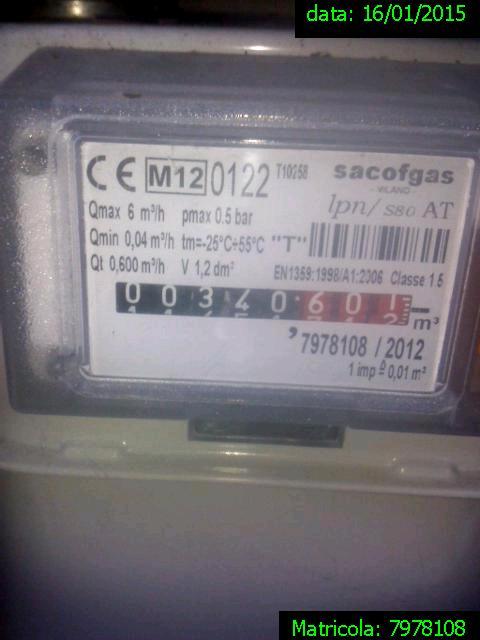 data: 16/01/2015
CE M12 0122 T10258
sacofgas
- MILANO -
lpn/ S80 AT
Qmax 6 m³/h pmax 0.5 bar
Qmin 0,04 m³/h tm=-25°C÷55°C "T"
Qt 0,600 m³/h V 1,2 dm³ EN1359:1998/A1:2006 Classe 1.5
0 0 3 4 0 6 0 1 m³
7978108 / 2012
1 imp ≙ 0,01 m³
Matricola: 7978108